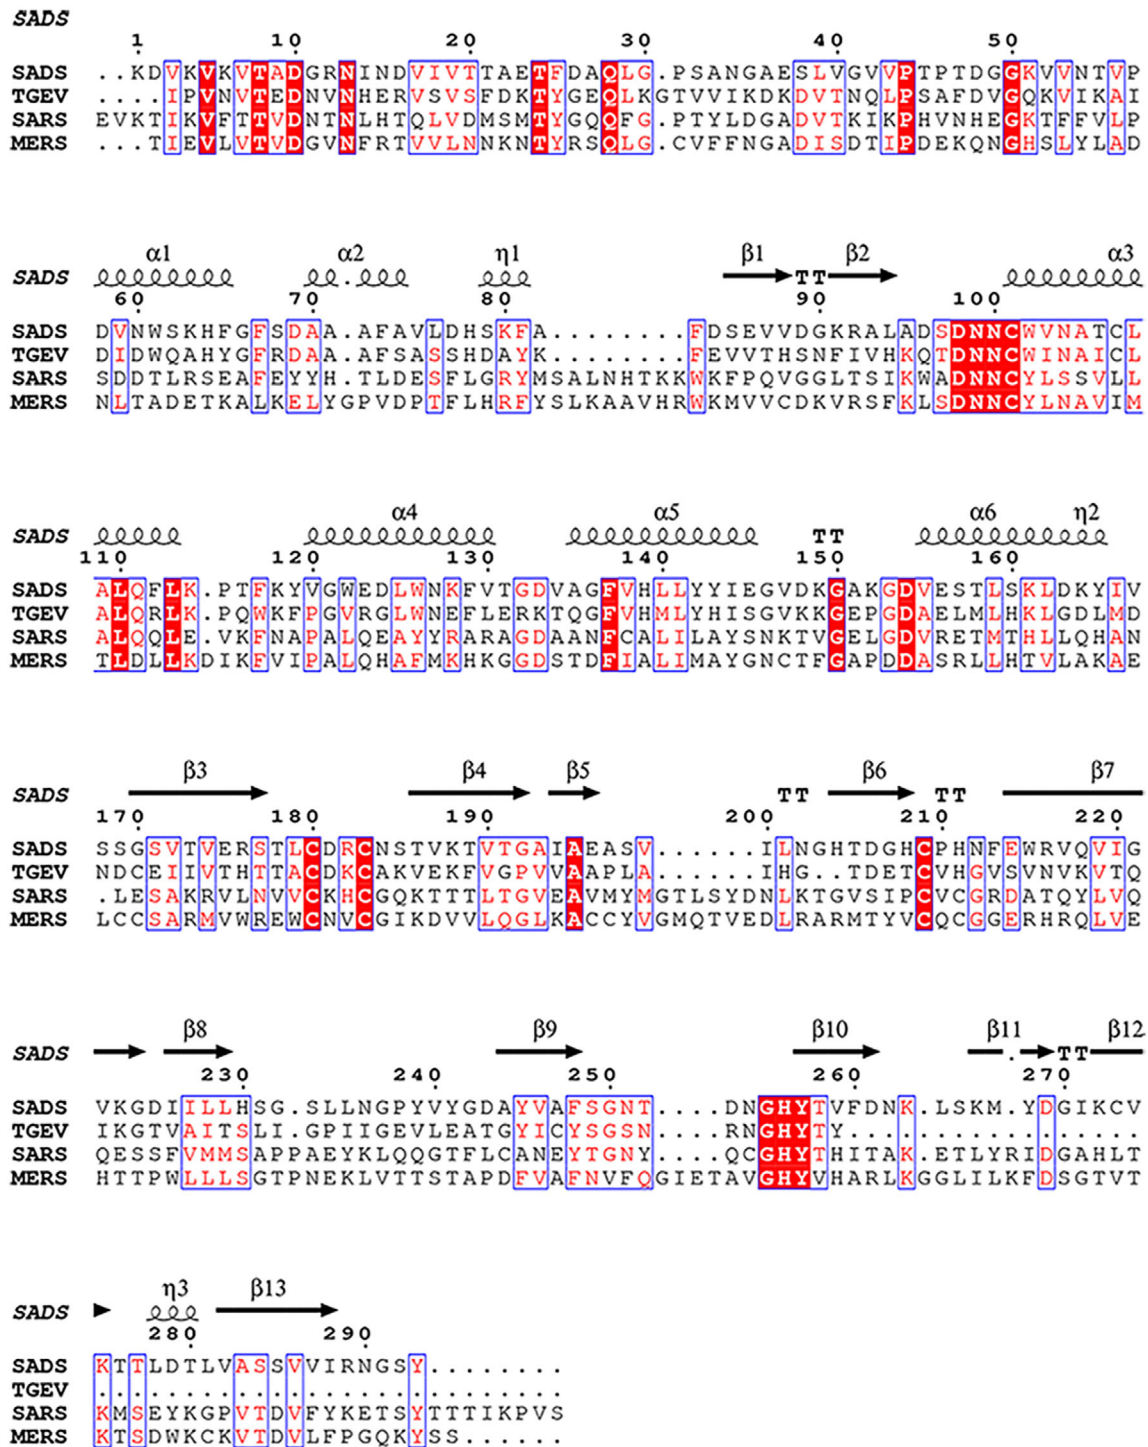 SADS
1 10 20 30 40 50
SADS ..KDVKVKVTADGRNINDVIVTTAETFDAQLG.PSANGAESLVGVVPTPTDGGKVVNTVP
TGEV ....IPVNVTEDNVNHERVSVSFDKTYGEQLKGTVVIKDKDVTNQLPSAFDVGQKVIKAI
SARS EVKTIKVFTTVDNTNLHTQLVDMSMTYGQQFG.PTYLDGADVTKIKPHVNHEGKTFFVLP
MERS ...TIEVLVTVDGVNFRTVVLNNKNTYRSQLG.CVFFNGADISDTIPDEKQNGHSLYLAD
α1 α2 η1 β1 β2 α3
SADS TT
60 70 80 90 100
SADS DVNWSKHFGFSDAA.AFAVLDHSKFA........FDSEVVDGKRALADSDNNCWVNATCL
TGEV DIDWQAHYGFRDAA.AFSASSHDAYK........FEVVTHSNFIVHKQTDNNCWINAICL
SARS SDDTLRSEAFEYYH.TLDESFLGRYMSALNHTKKWKFPQVGGLTSIKWADNNCYLSSVLL
MERS NLTADETKALKELYGPVDPTFLHRFYSLKAAVHRWKMVVCDKVRSFKLSDNNCYLNAVIM
α4 α5 α6 η2
SADS TT
110 120 130 140 150 160
SADS ALQFLK.PTFKYVGWEDLWNKFVTGDVAGFVHLLYYIEGVDKGAKGDVESTLSKLDKYIV
TGEV ALQRLK.PQWKFPGVRGLWNEFLERKTQGFVHMLYHISGVKKGEPGDAELMLHKLGDLMD
SARS ALQQLE.VKFNAPALQEAYYRARAGDAANFCALILAYSNKTVGELGDVRETMTHLLQHAN
MERS TLDLLKDIKFVIPALQHAFMKHKGGDSTDFIALIMAYGNCTFGAPDDASRLLHTVLAKAE
β3 β4 β5 β6 β7
SADS TT TT
170 180 190 200 210 220
SADS SSGSVTVERSTLCDRCNSTVKTVTGAIAEASV......ILNGHTDGHCPHNFEWRVQVIG
TGEV NDCEIIVTHTTACDKCAKVEKFVGPVVAAPLA......IHG..TDETCVHGVSVNVKVTQ
SARS .LESAKRVLNVVCKHCGQKTTTLTGVEAVMYMGTLSYDNLKTGVSIPCVCGRDATQYLVQ
MERS LCCSARMVWREWCNVCGIKDVVLQGLKACCYVGMQTVEDLRARMTYVCQCGGERHRQLVE
β8 β9 β10 β11 β12
SADS . TT
230 240 250 260 270
SADS VKGDIILLHSG.SLLNGPYVYGDAYVAFSGNT....DNGHYTVFDNK.LSKM.YDGIKCV
TGEV IKGTVAITSLI.GPIIGEVLEATGYICYSGSN....RNGHYTY.................
SARS QESSFVMMSAPPAEYKLQQGTFLCANEYTGNY....QCGHYTHITAK.ETLYRIDGAHLT
MERS HTTPWLLLSGTPNEKLVTTSTAPDFVAFNVFQGIETAVGHYVHARLKGGLILKFDSGTVT
η3 β13
SADS
280 290
SADS KTTLDTLVASSVVIRNGSY........
TGEV ...........................
SARS KMSEYKGPVTDVFYKETSYTTTIKPVS
MERS KTSDWKCKVTDVLFPGQKYSS......